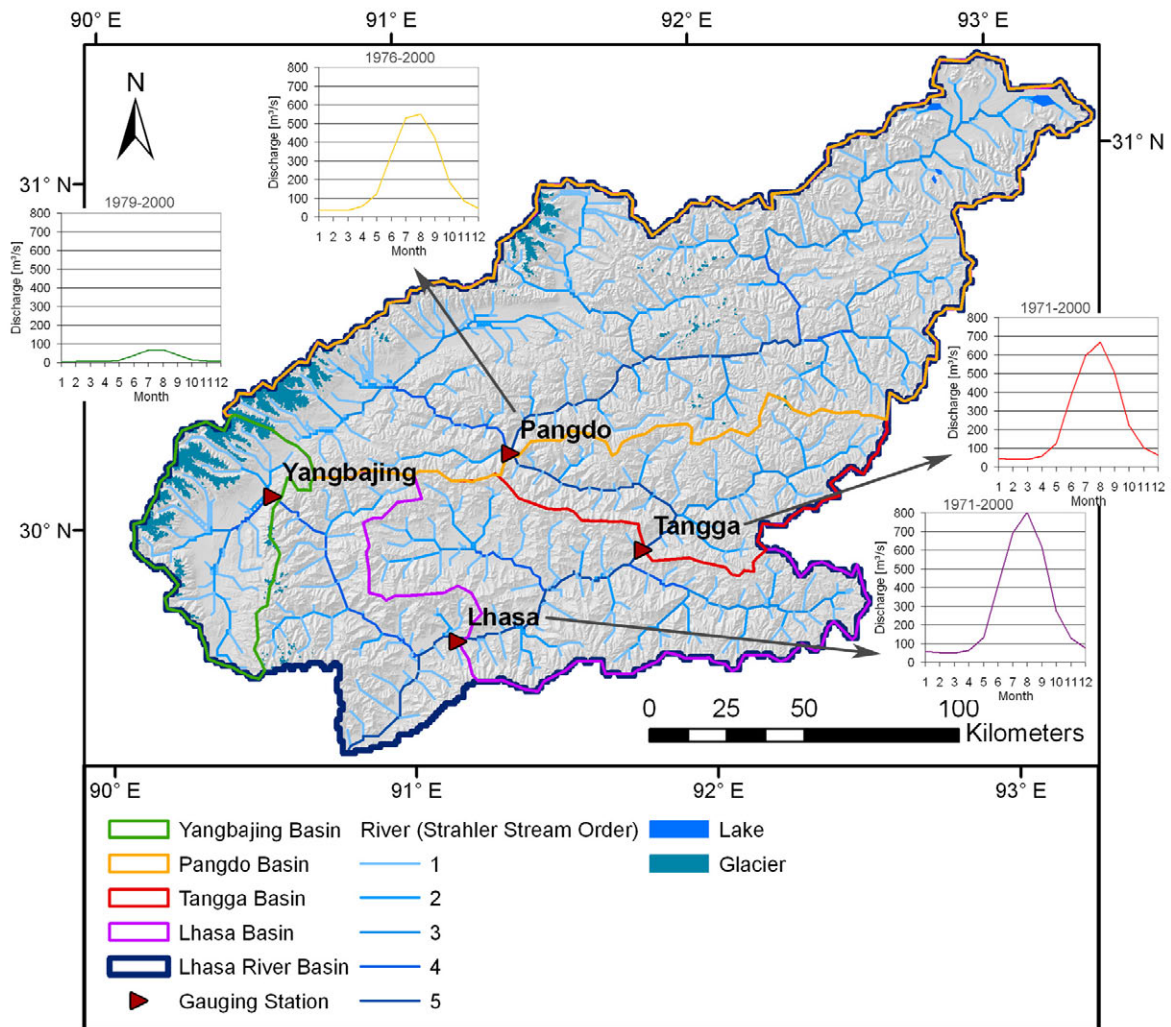 90° E
91° E
92° E
93° E
N
1976-2000
800
700
600
500
400
300
200
100
0
Discharge [m³/s]
1 2 3 4 5 6 7 8 9 10 11 12
Month
31° N
31° N
1979-2000
800
700
600
500
400
300
200
100
0
Discharge [m³/s]
1 2 3 4 5 6 7 8 9 10 11 12
Month
1971-2000
800
700
600
500
400
300
200
100
0
Discharge [m³/s]
1 2 3 4 5 6 7 8 9 10 11 12
Month
Pangdo
Yangbajing
30° N
Tangga
1971-2000
800
700
600
500
400
300
200
100
0
Discharge [m³/s]
1 2 3 4 5 6 7 8 9 10 11 12
Month
Lhasa
0 25 50 100
Kilometers
90° E
91° E
92° E
93° E
Yangbajing Basin
Pangdo Basin
Tangga Basin
Lhasa Basin
Lhasa River Basin
Gauging Station
River (Strahler Stream Order)
1
2
3
4
5
Lake
Glacier